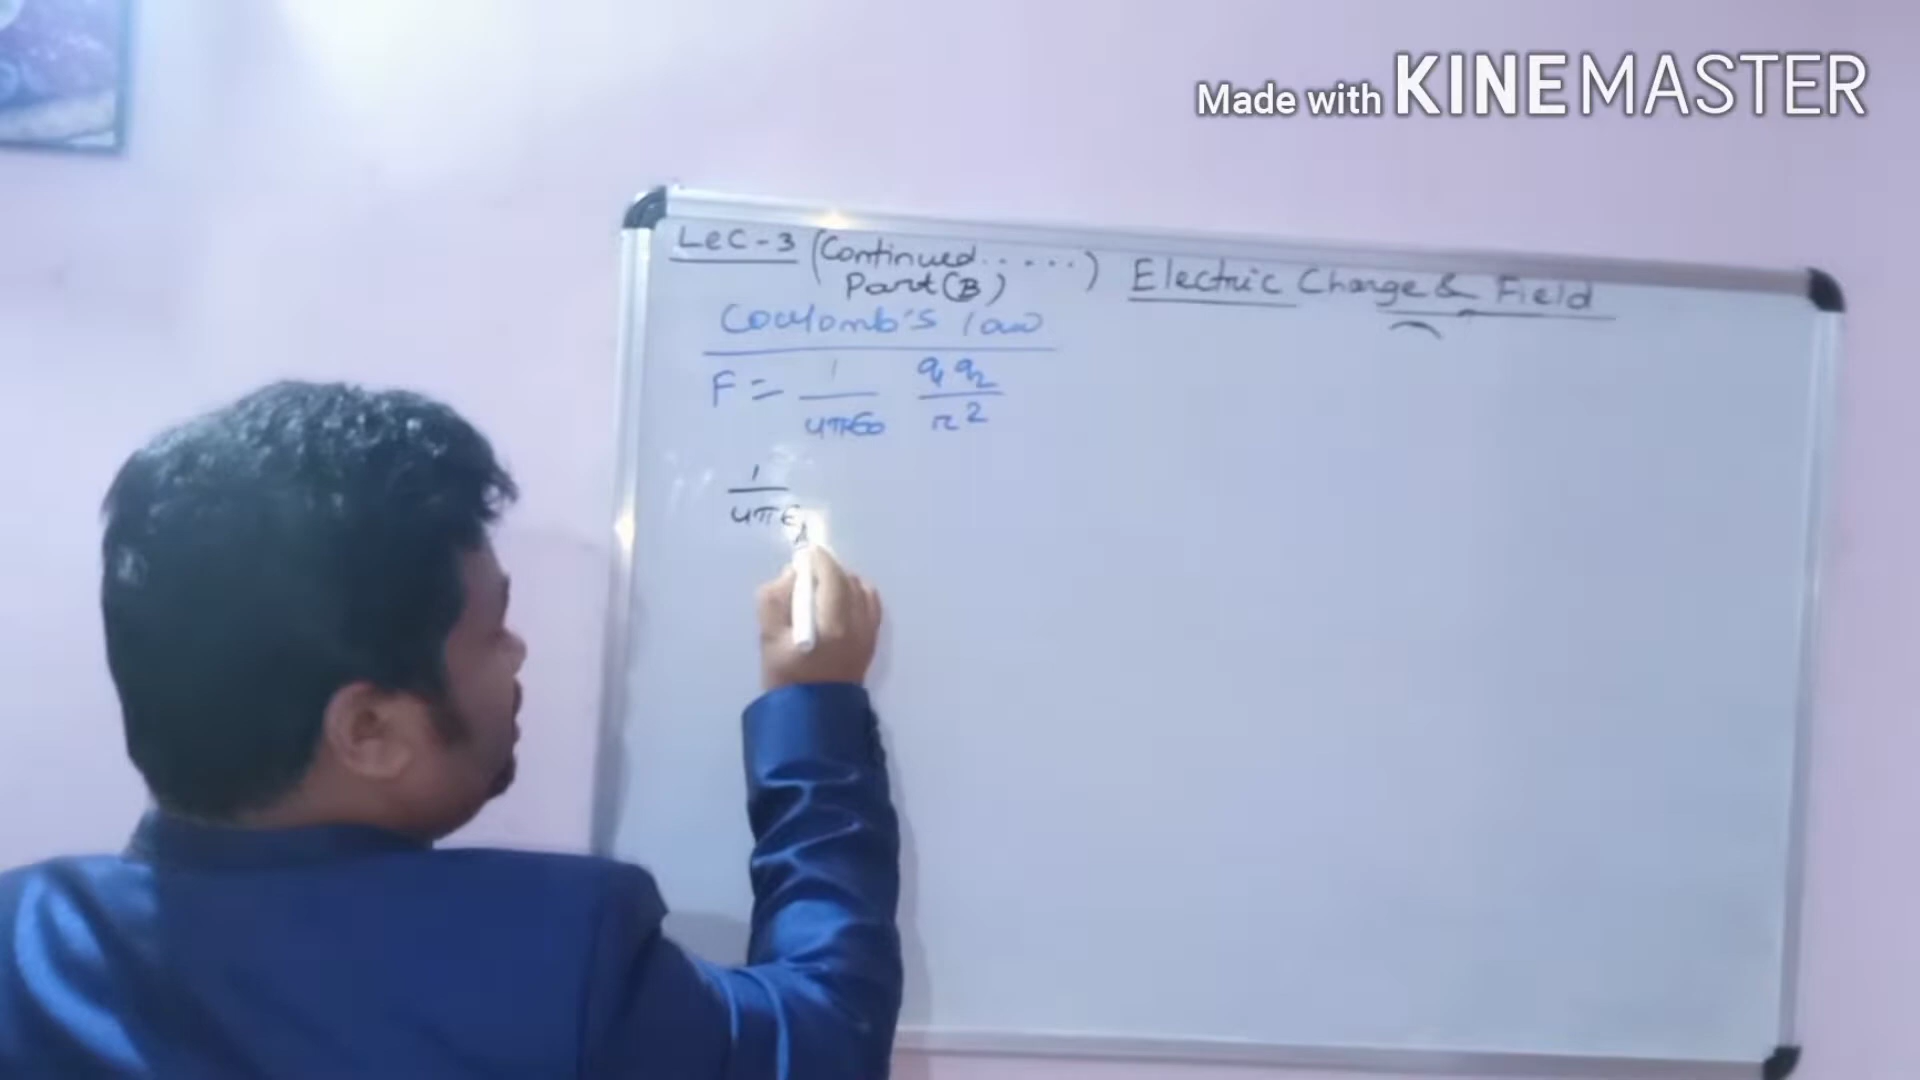 Made with KINEMASTER
Lec-3 (Continued......) Electric Charge & Field
Part (B)
Coulomb's law
F = 1/4πε₀ q₁q₂/r²
1/4πε